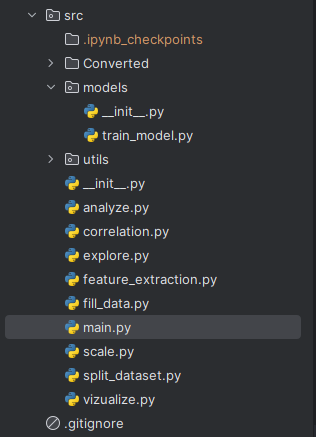 src
.ipynb_checkpoints
Converted
models
__init__.py
train_model.py
utils
__init__.py
analyze.py
correlation.py
explore.py
feature_extraction.py
fill_data.py
main.py
scale.py
split_dataset.py
vizualize.py
.gitignore